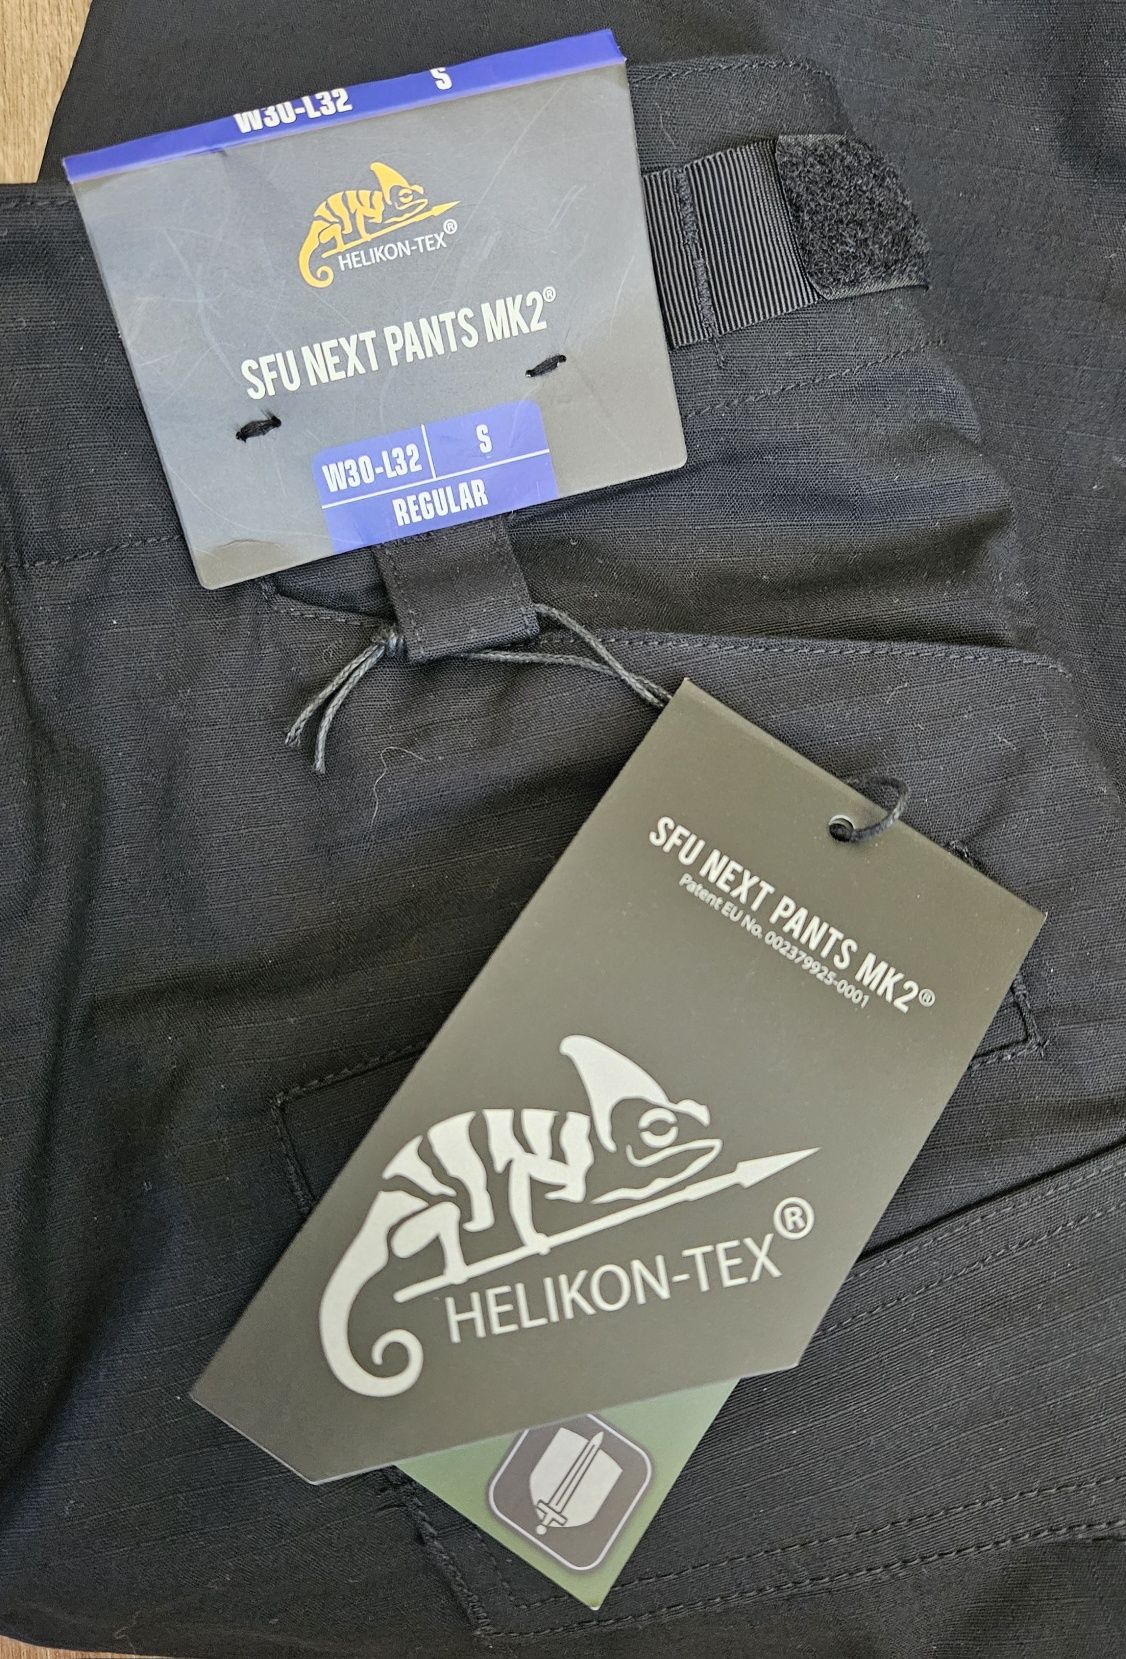 W30-L32 S
HELIKON-TEX®
SFU NEXT PANTS MK2®
W30-L32 S
REGULAR
SFU NEXT PANTS MK2®
Patent EU No. 002379925-0001
HELIKON-TEX®